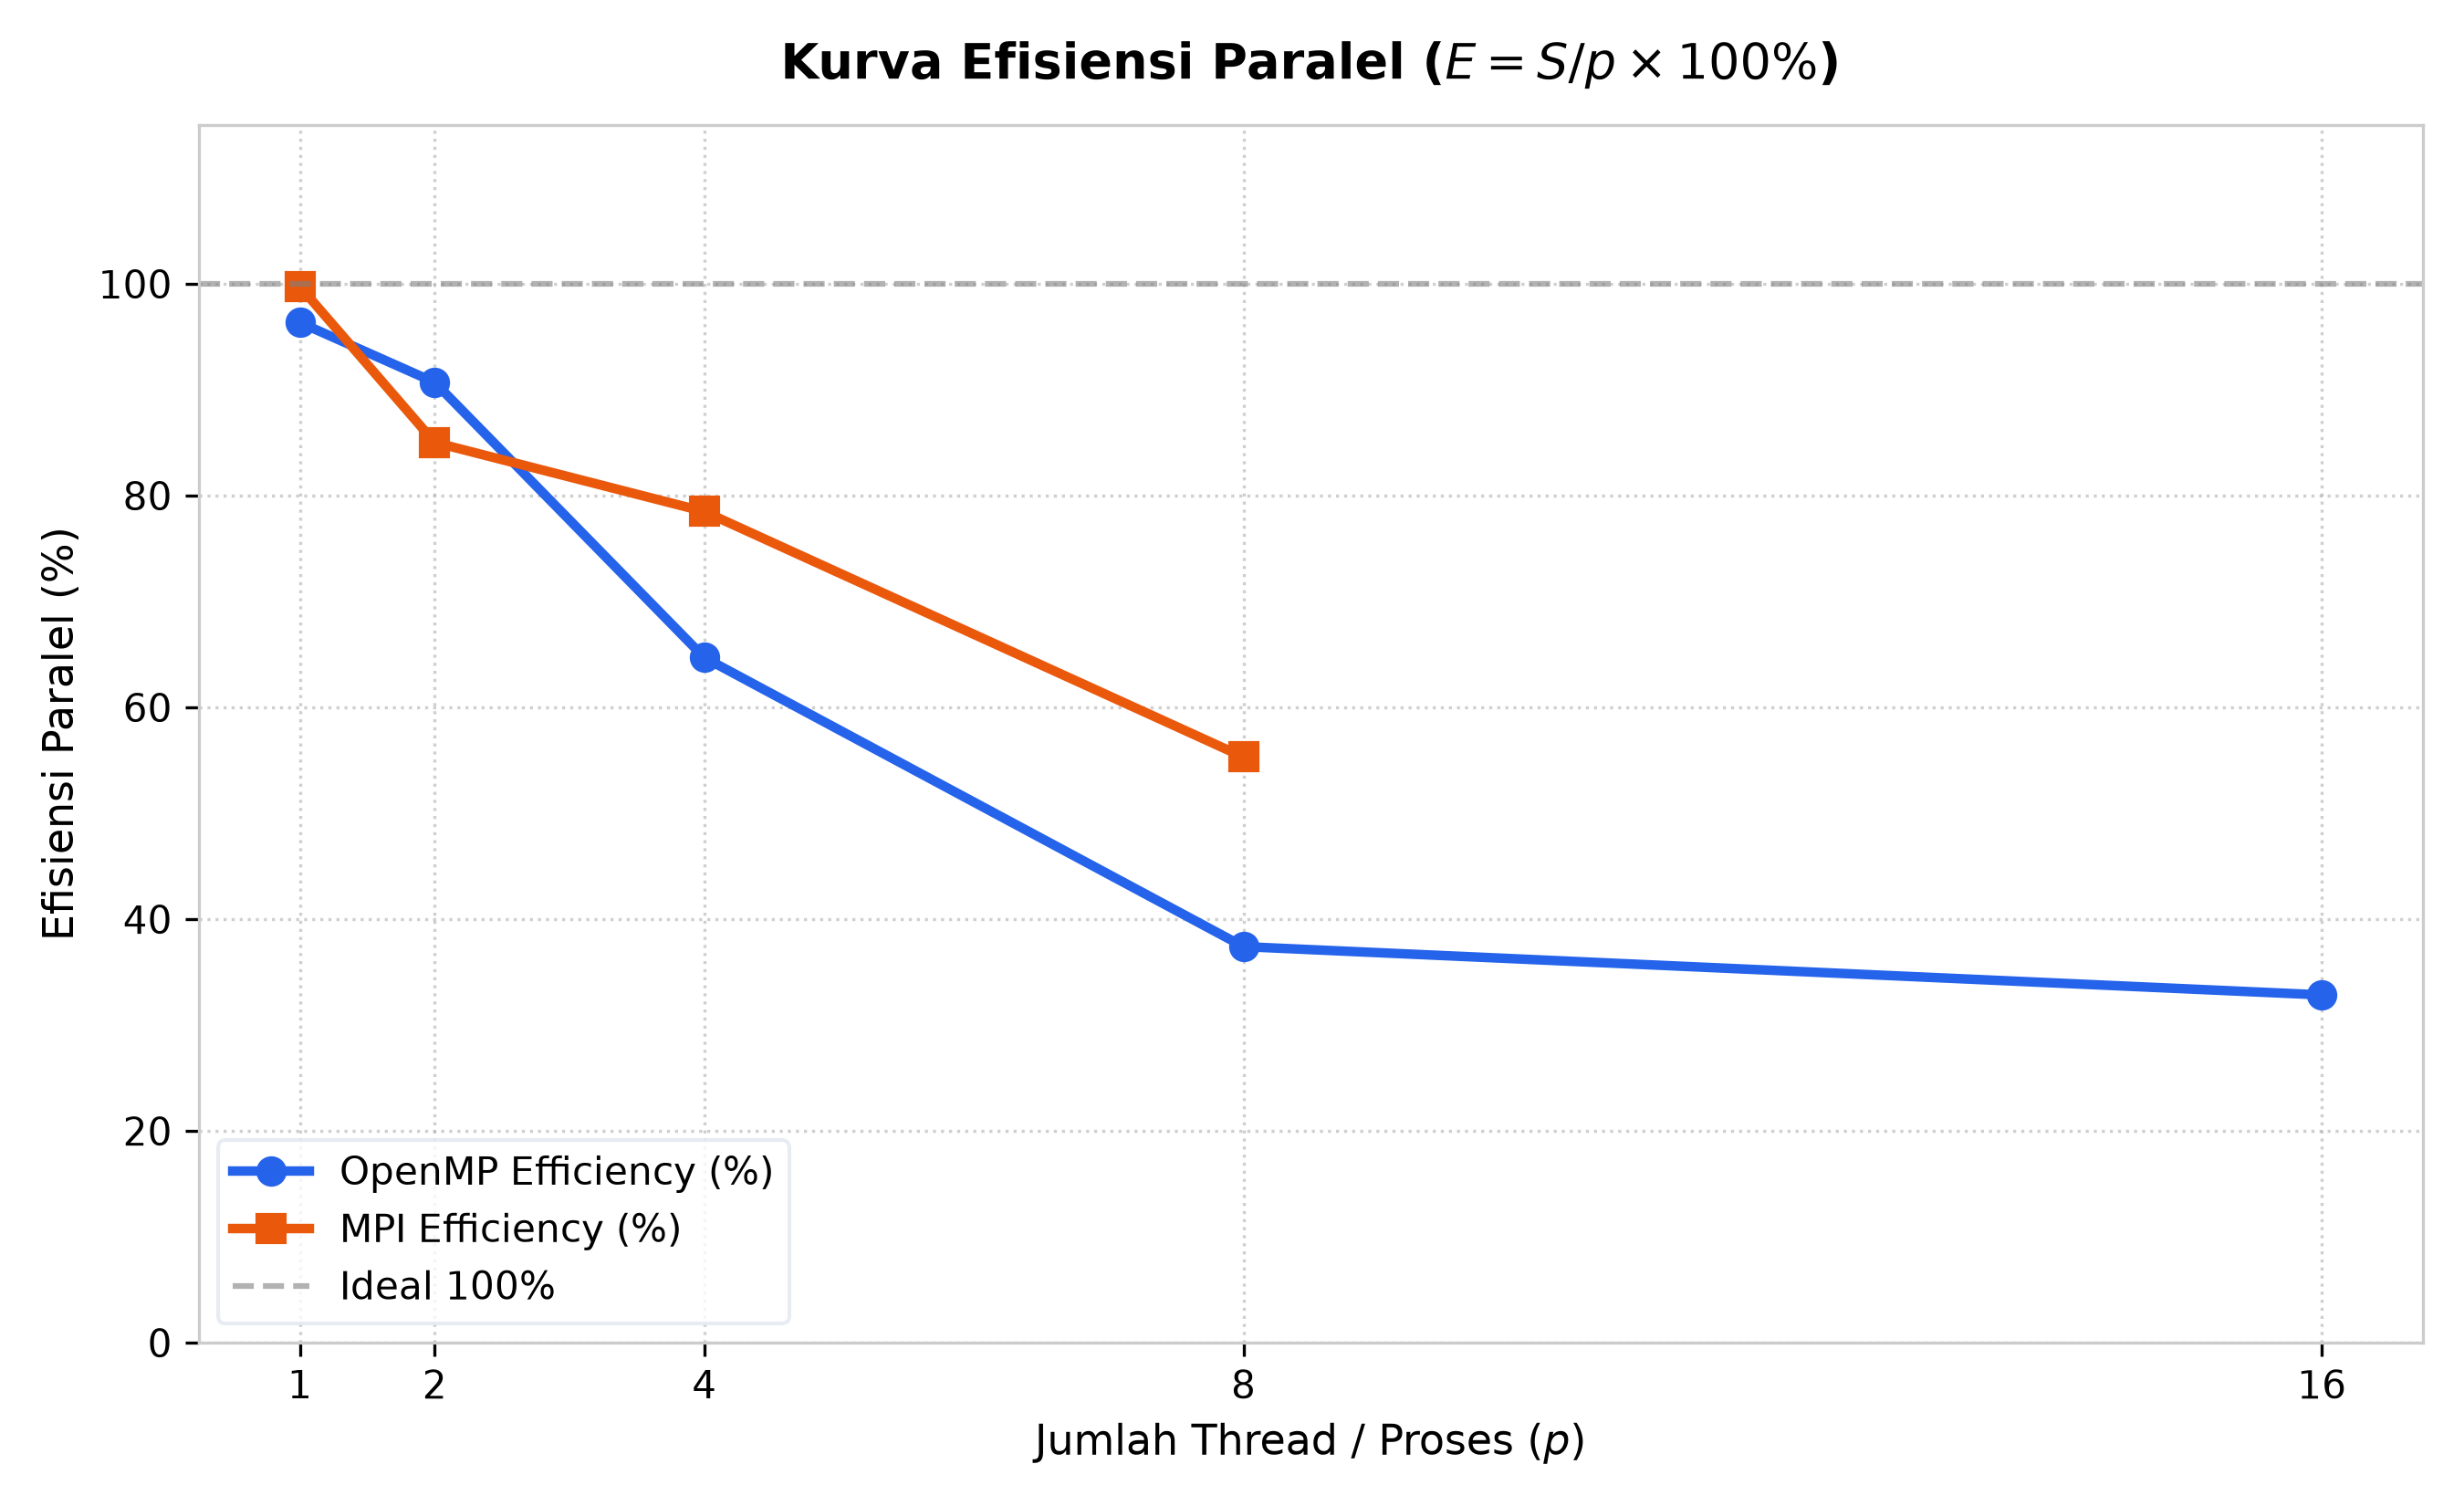 Kurva Efisiensi Paralel (E = S/p × 100%)
Efisiensi Paralel (%)
100
80
60
40
20
0
OpenMP Efficiency (%)
MPI Efficiency (%)
Ideal 100%
1 2 4 8 16
Jumlah Thread / Proses (p)